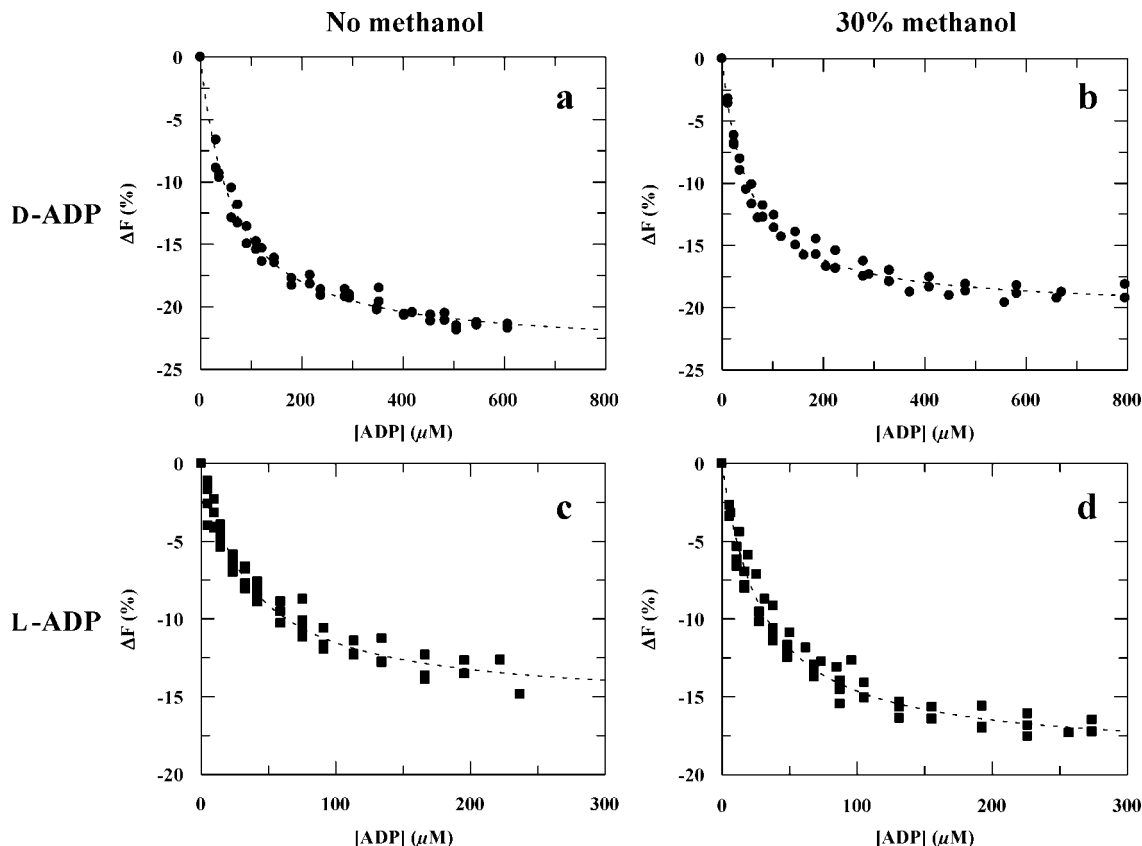 No methanol
30% methanol
D-ADP
a
ΔF (%)
0
-5
-10
-15
-20
-25
0 200 400 600 800
[ADP] (μM)
b
ΔF (%)
0
-5
-10
-15
-20
-25
0 200 400 600 800
[ADP] (μM)
L-ADP
c
ΔF (%)
0
-5
-10
-15
-20
0 100 200 300
[ADP] (μM)
d
ΔF (%)
0
-5
-10
-15
-20
0 100 200 300
[ADP] (μM)